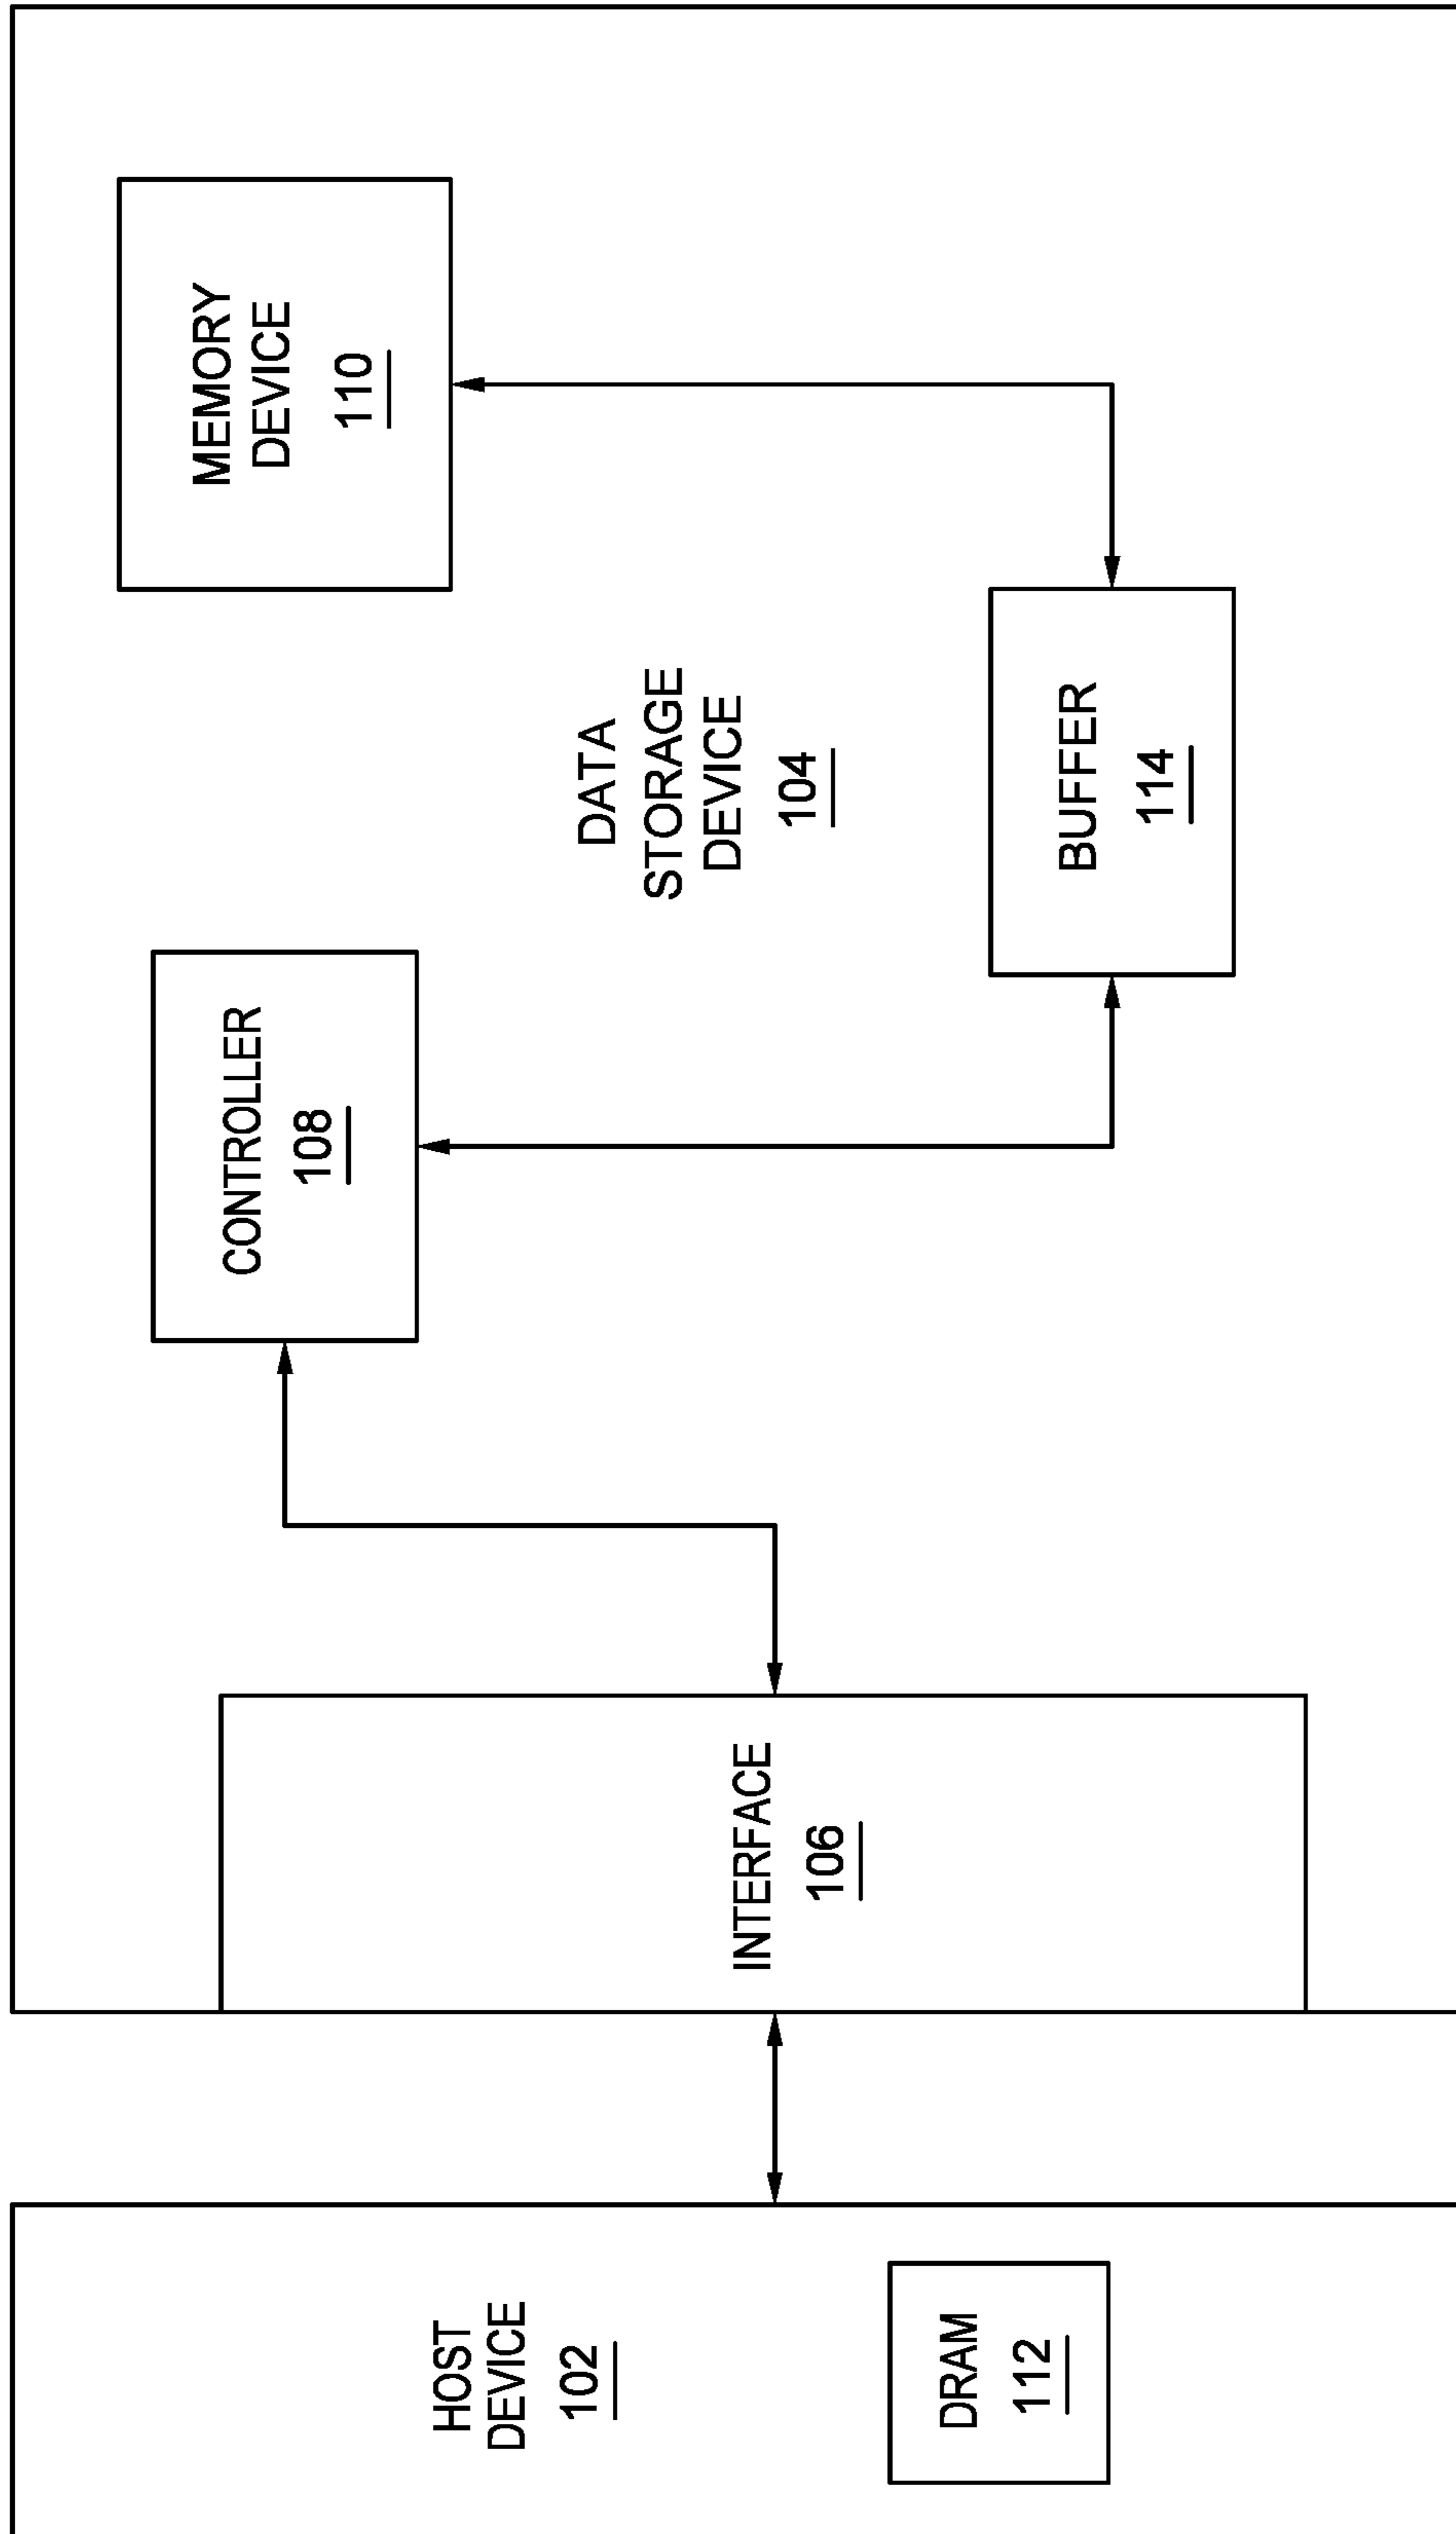 HOST
DEVICE
102
DRAM
112
INTERFACE
106
CONTROLLER
108
DATA
STORAGE
DEVICE
104
MEMORY
DEVICE
110
BUFFER
114